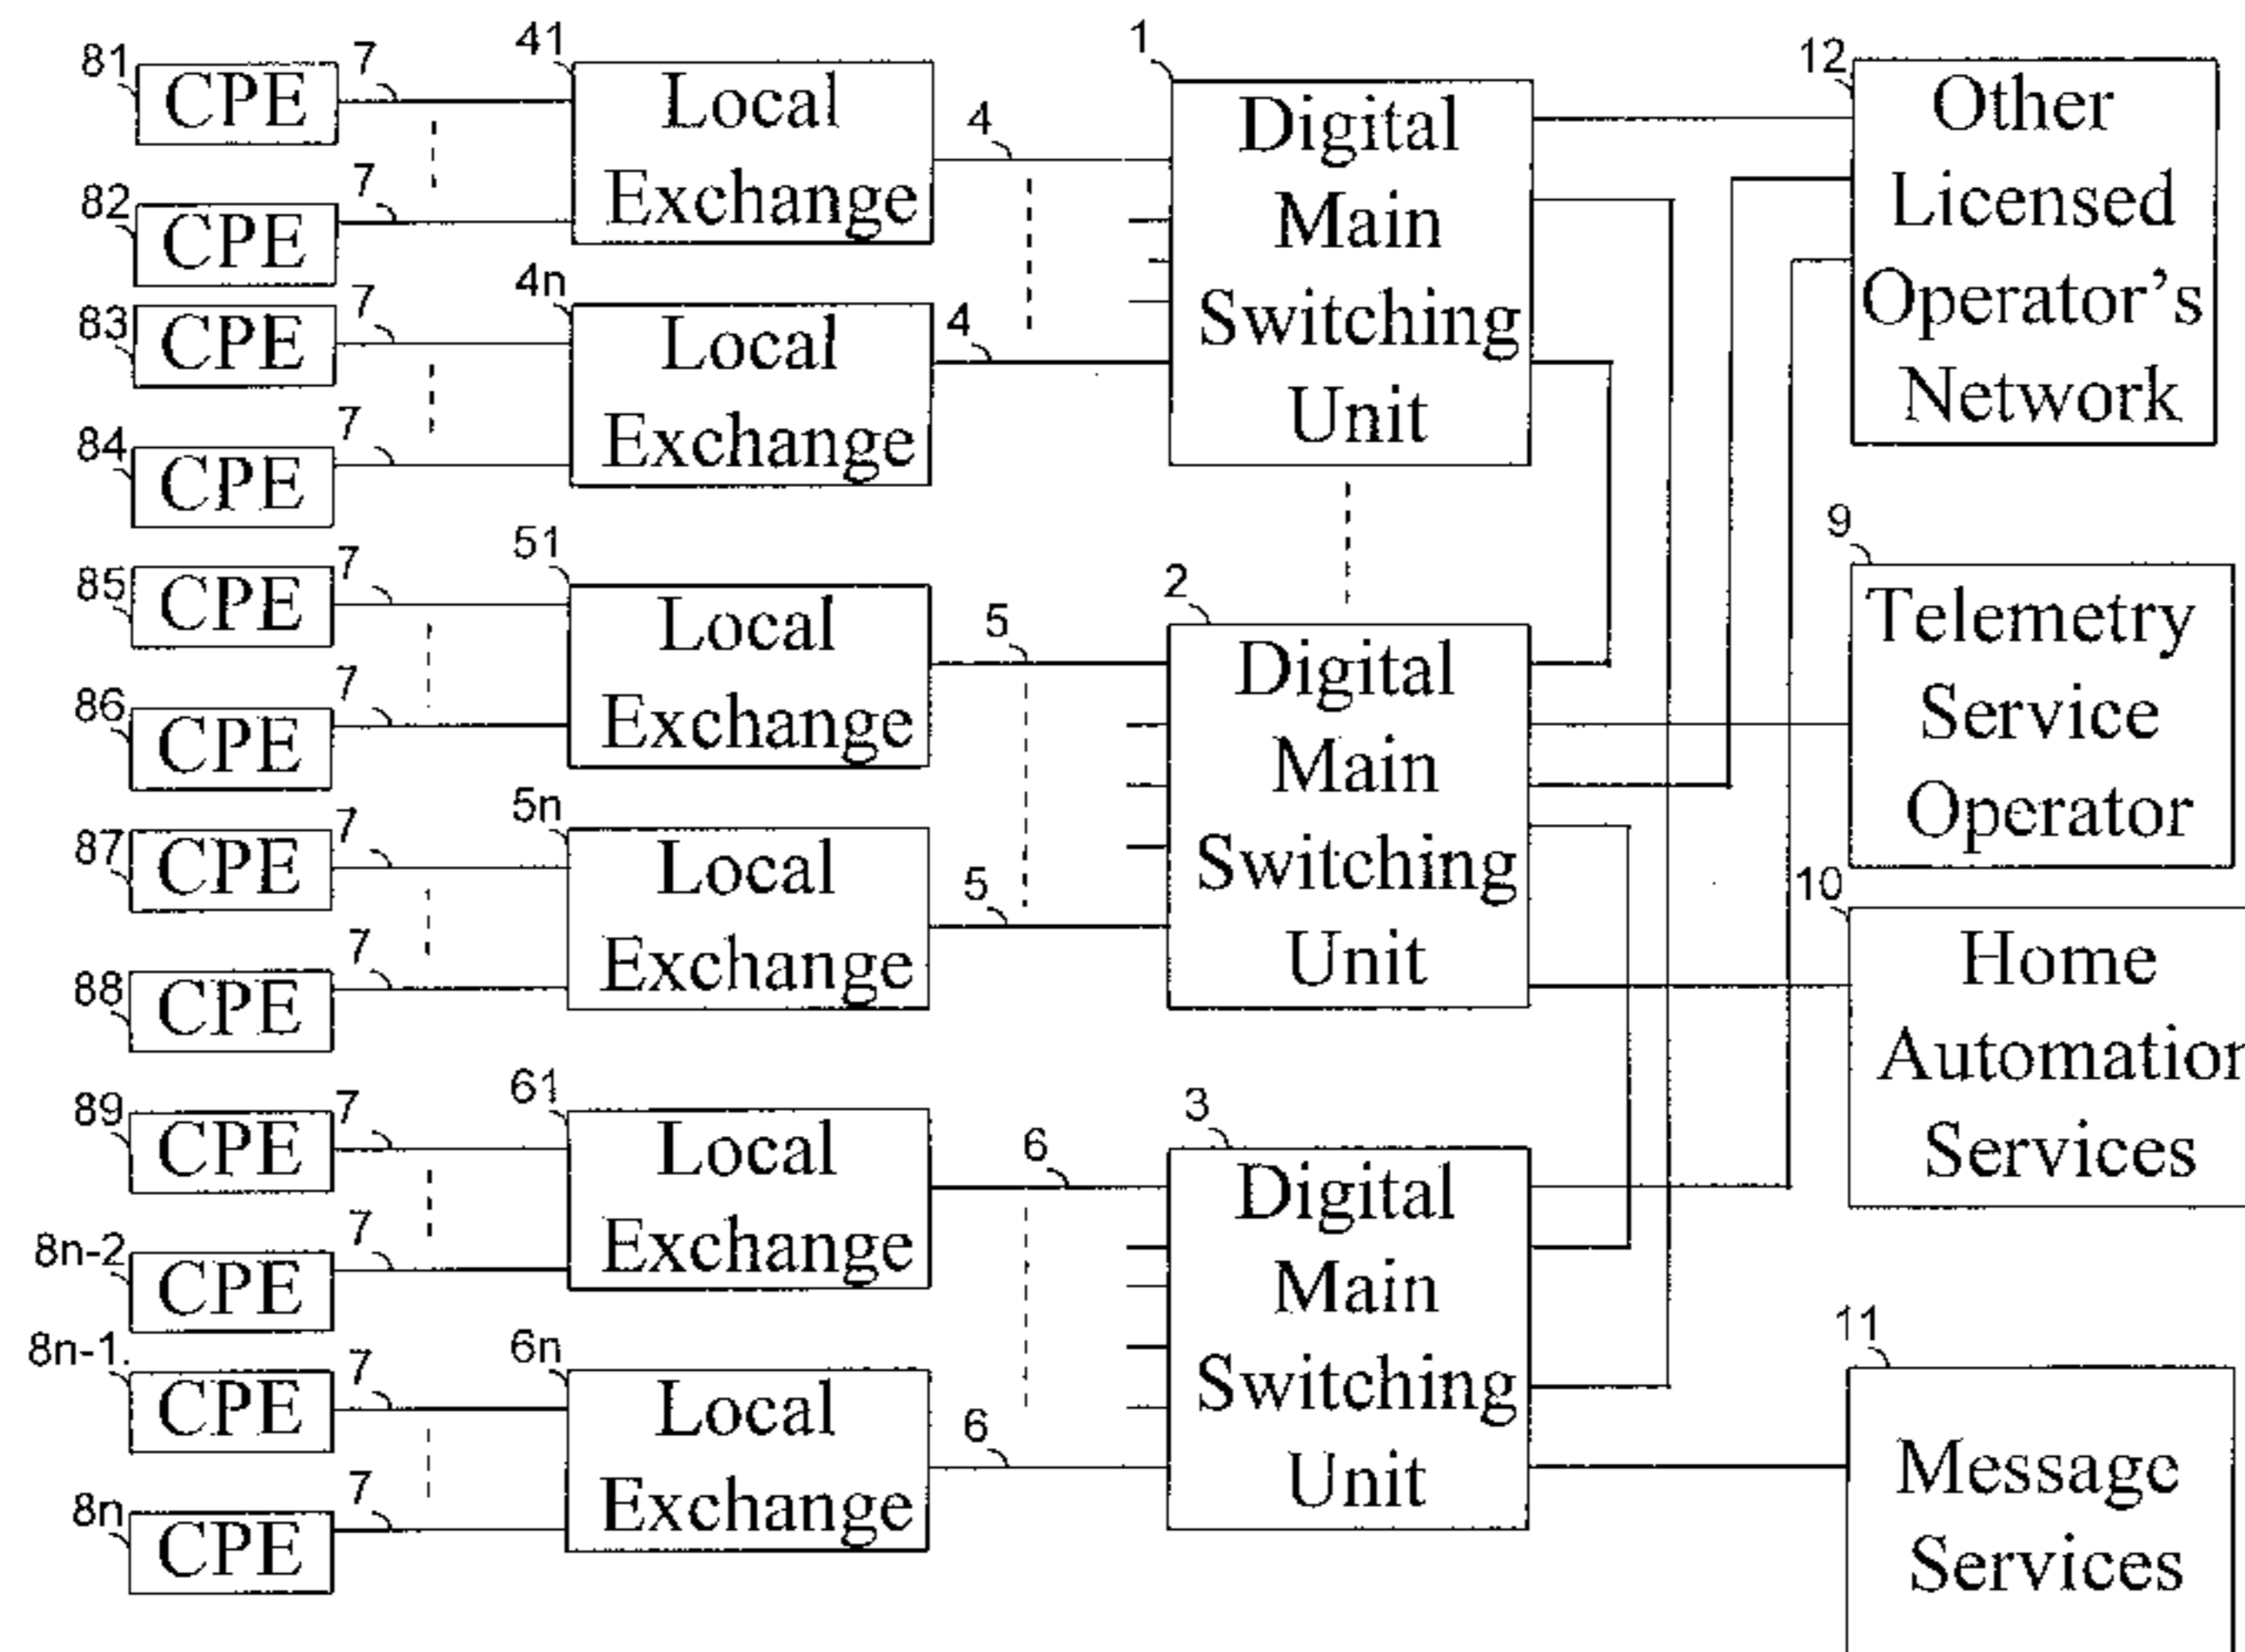 81
CPE
7
82
CPE
7
83
CPE
7
84
CPE
7
85
CPE
7
86
CPE
7
87
CPE
7
88
CPE
7
89
CPE
7
8n-2
CPE
7
8n-1.
CPE
7
8n
CPE
7
41
Local
Exchange
4
4n
Local
Exchange
4
51
Local
Exchange
5
5n
Local
Exchange
5
61
Local
Exchange
6
6n
Local
Exchange
6
1
Digital
Main
Switching
Unit
2
Digital
Main
Switching
Unit
3
Digital
Main
Switching
Unit
12
Other
Licensed
Operator's
Network
9
Telemetry
Service
Operator
10
Home
Automation
Services
11
Message
Services